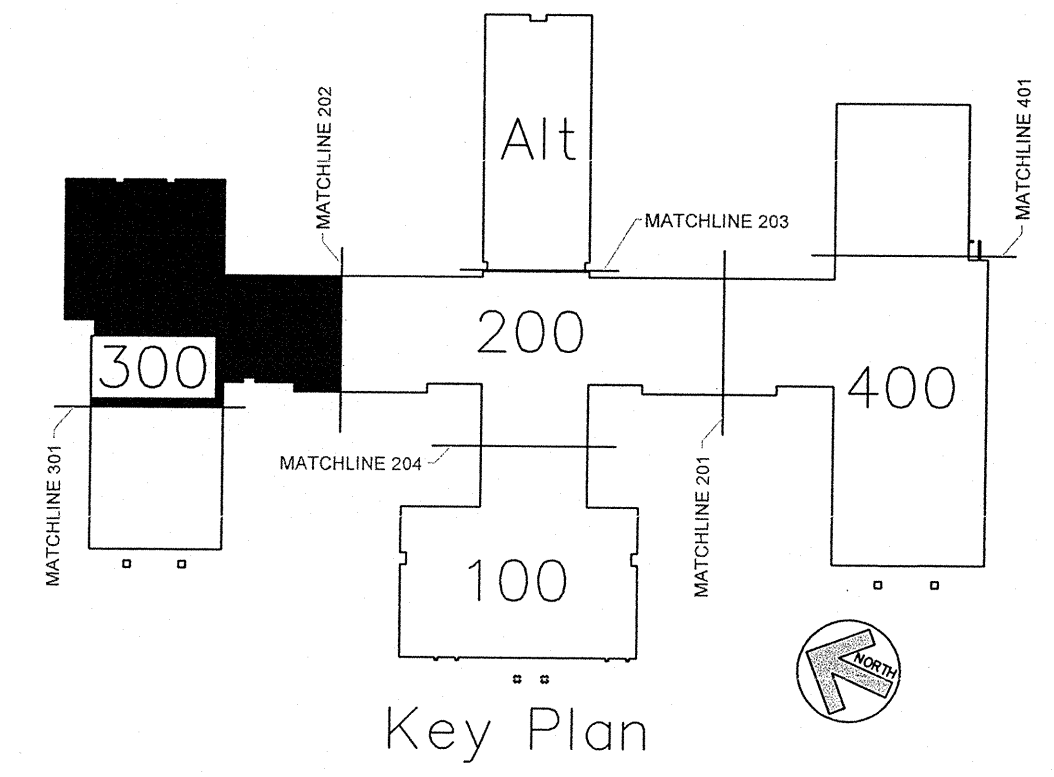 Alt
MATCHLINE 202
MATCHLINE 401
MATCHLINE 203
200
300
400
MATCHLINE 301
MATCHLINE 204
MATCHLINE 201
100
NORTH
Key Plan